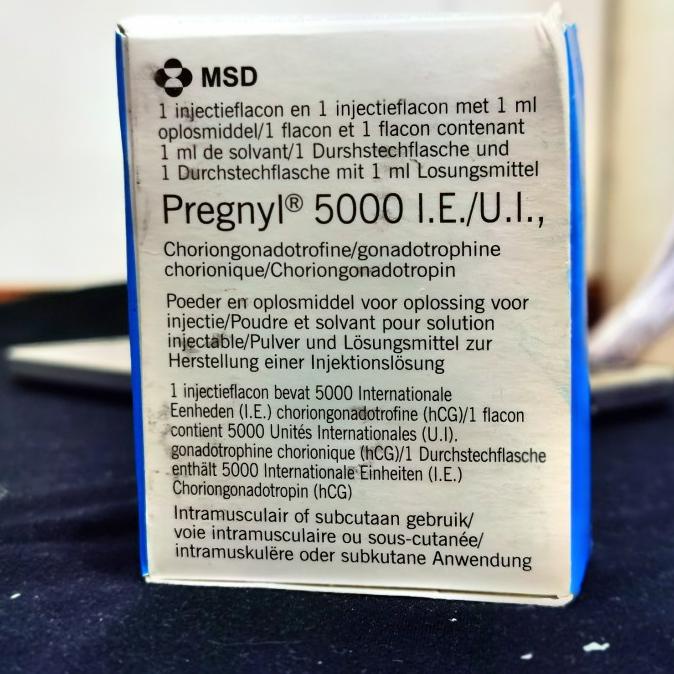 MSD
1 injectieflacon en 1 injectieflacon met 1 ml
oplosmiddel/1 flacon et 1 flacon contenant
1 ml de solvant/1 Durshstechflasche und
1 Durchstechflasche mit 1 ml Losungsmittel
Pregnyl® 5000 I.E./U.I.,
Choriongonadotrofine/gonadotrophine
chorionique/Choriongonadotropin
Poeder en oplosmiddel voor oplossing voor
injectie/Poudre et solvant pour solution
injectable/Pulver und Lösungsmittel zur
Herstellung einer Injektionslösung
1 injectieflacon bevat 5000 Internationale
Eenheden (I.E.) choriongonadotrofine (hCG)/1 flacon
contient 5000 Unités Internationales (U.I).
gonadotrophine chorionique (hCG)/1 Durchstechflasche
enthält 5000 Internationale Einheiten (I.E.)
Choriongonadotropin (hCG)
Intramusculair of subcutaan gebruik/
voie intramusculaire ou sous-cutanée/
intramuskulëre oder subkutane Anwendung